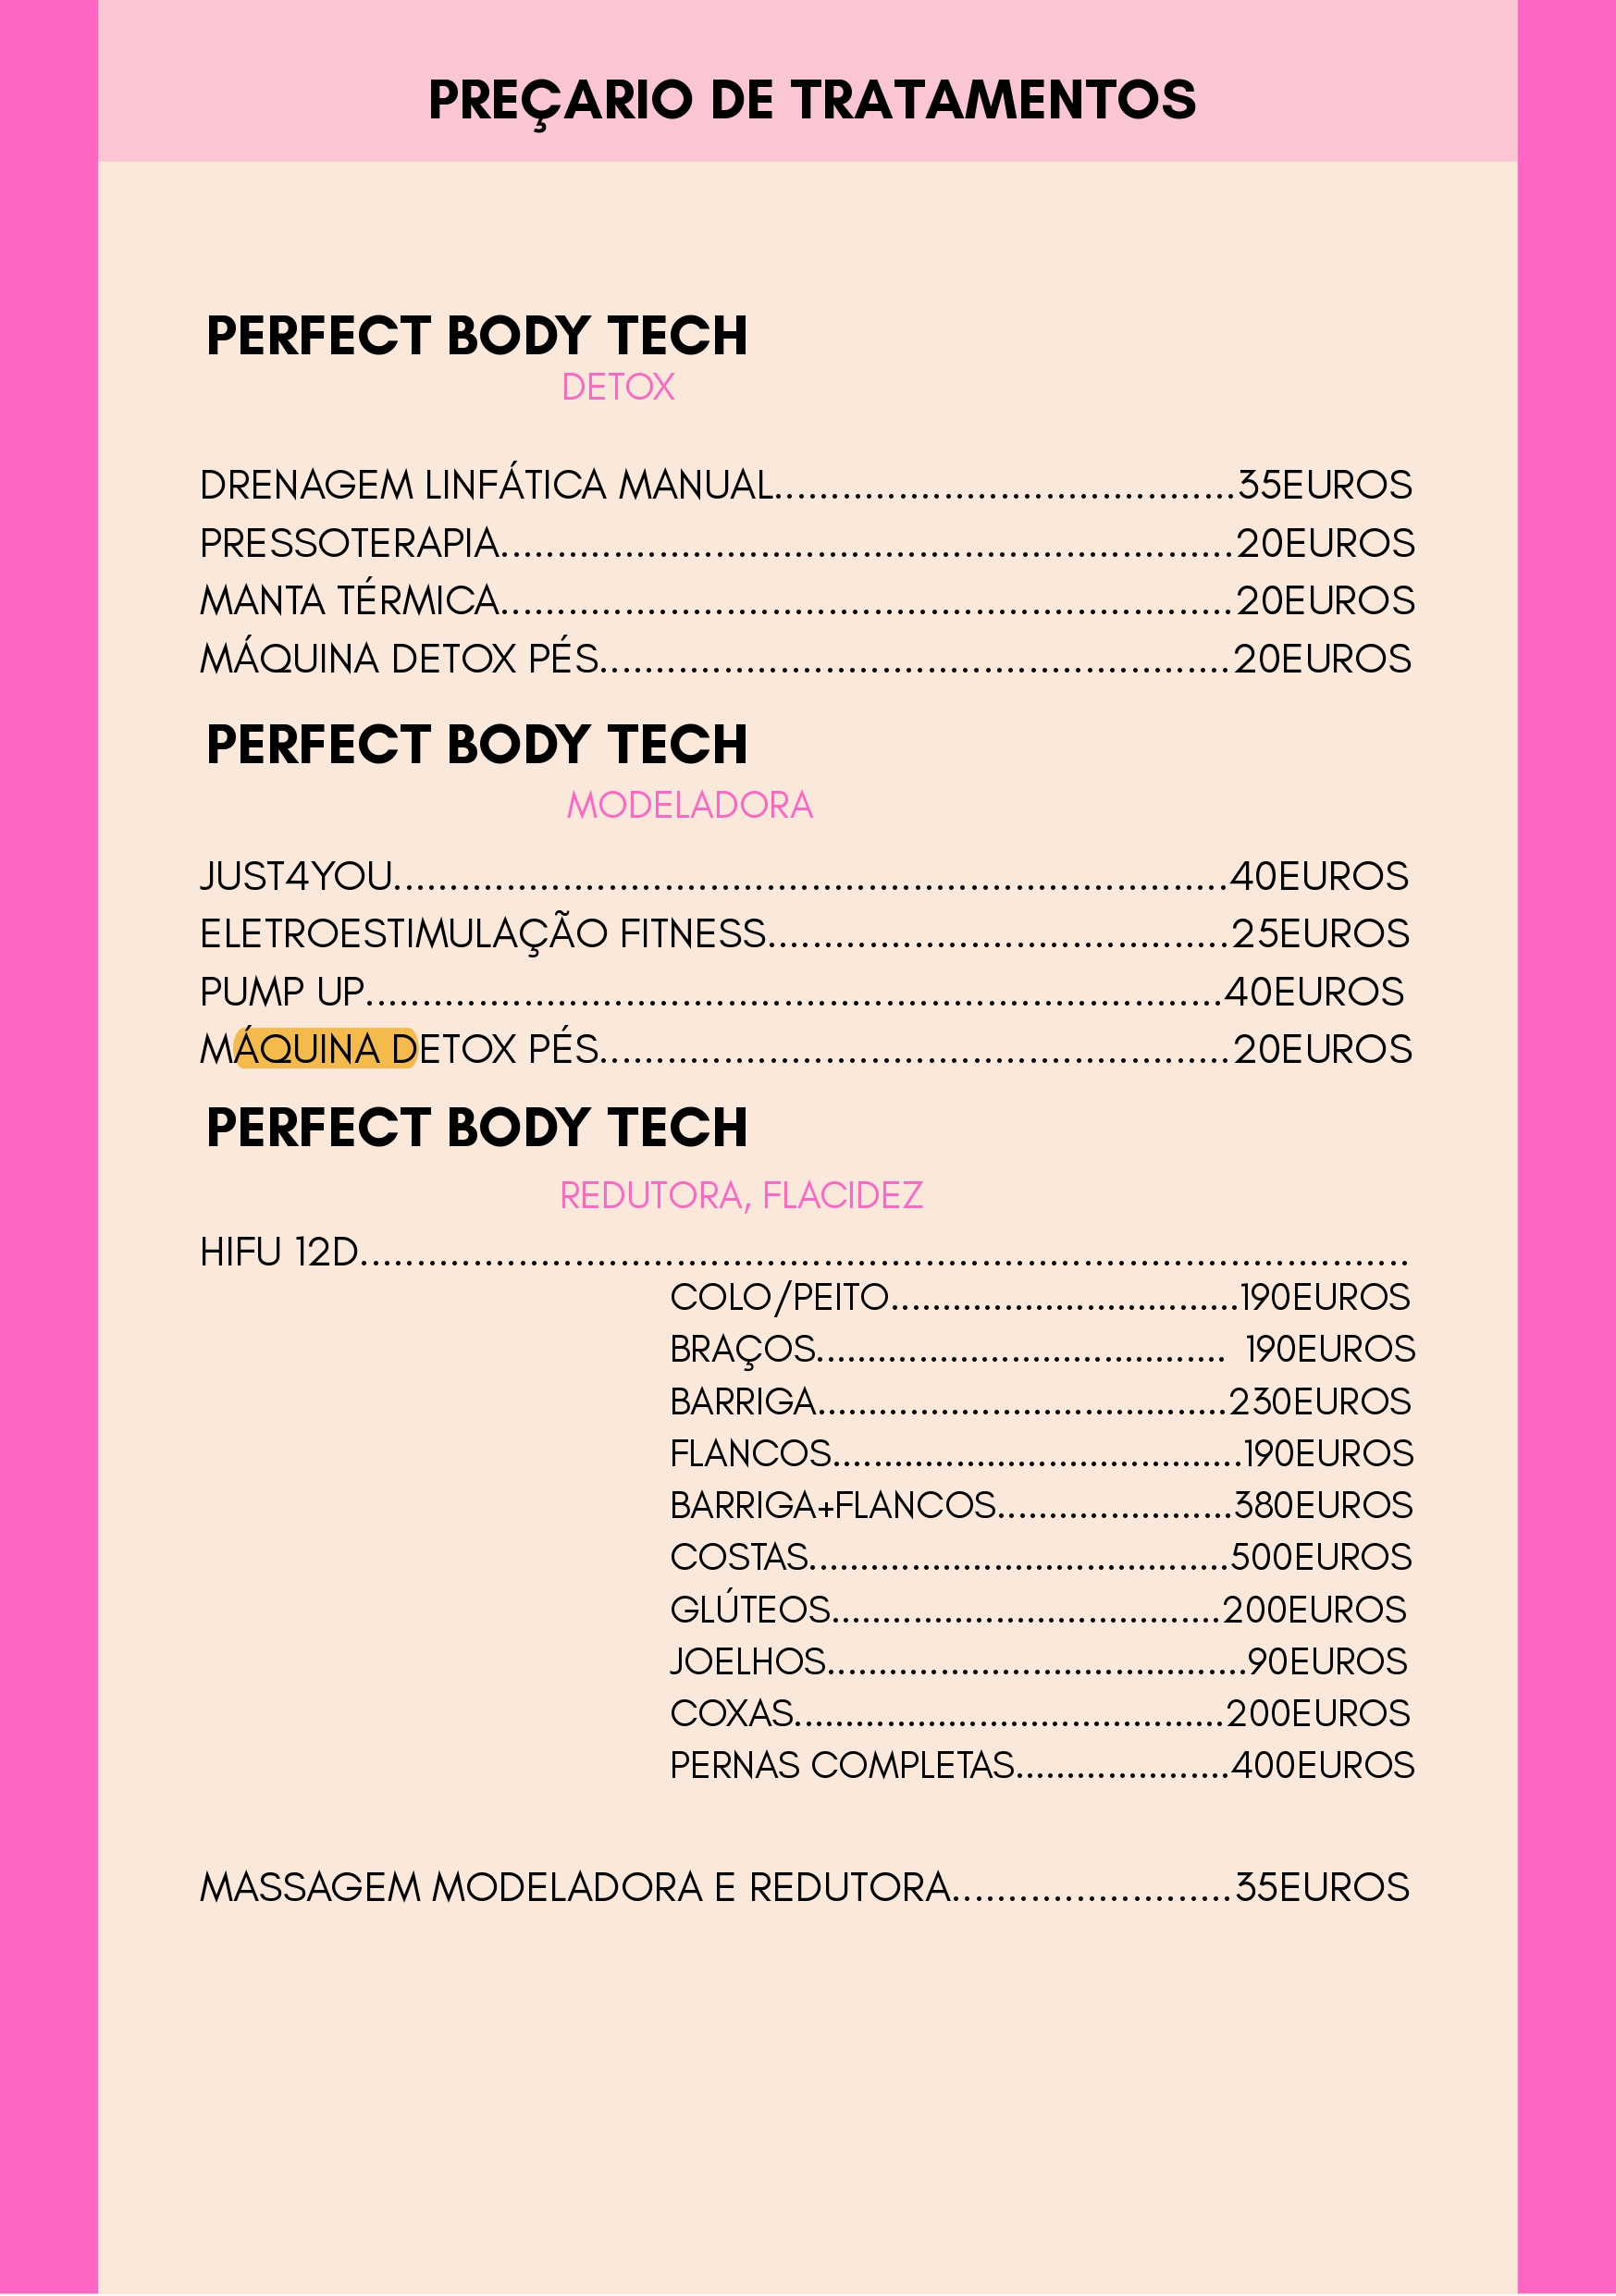 PREÇARIO DE TRATAMENTOS
PERFECT BODY TECH
DETOX
DRENAGEM LINFÁTICA MANUAL........................................35EUROS
PRESSOTERAPIA................................................................20EUROS
MANTA TÉRMICA................................................................20EUROS
MÁQUINA DETOX PÉS.......................................................20EUROS
PERFECT BODY TECH
MODELADORA
JUST4YOU.........................................................................40EUROS
ELETROESTIMULAÇÃO FITNESS........................................25EUROS
PUMP UP...........................................................................40EUROS
MÁQUINA DETOX PÉS.......................................................20EUROS
PERFECT BODY TECH
REDUTORA, FLACIDEZ
HIFU 12D............................................................................................
COLO/PEITO..................................190EUROS
BRAÇOS........................................ 190EUROS
BARRIGA........................................230EUROS
FLANCOS........................................190EUROS
BARRIGA+FLANCOS.......................380EUROS
COSTAS.........................................500EUROS
GLÚTEOS......................................200EUROS
JOELHOS.........................................90EUROS
COXAS..........................................200EUROS
PERNAS COMPLETAS.....................400EUROS
MASSAGEM MODELADORA E REDUTORA........................35EUROS